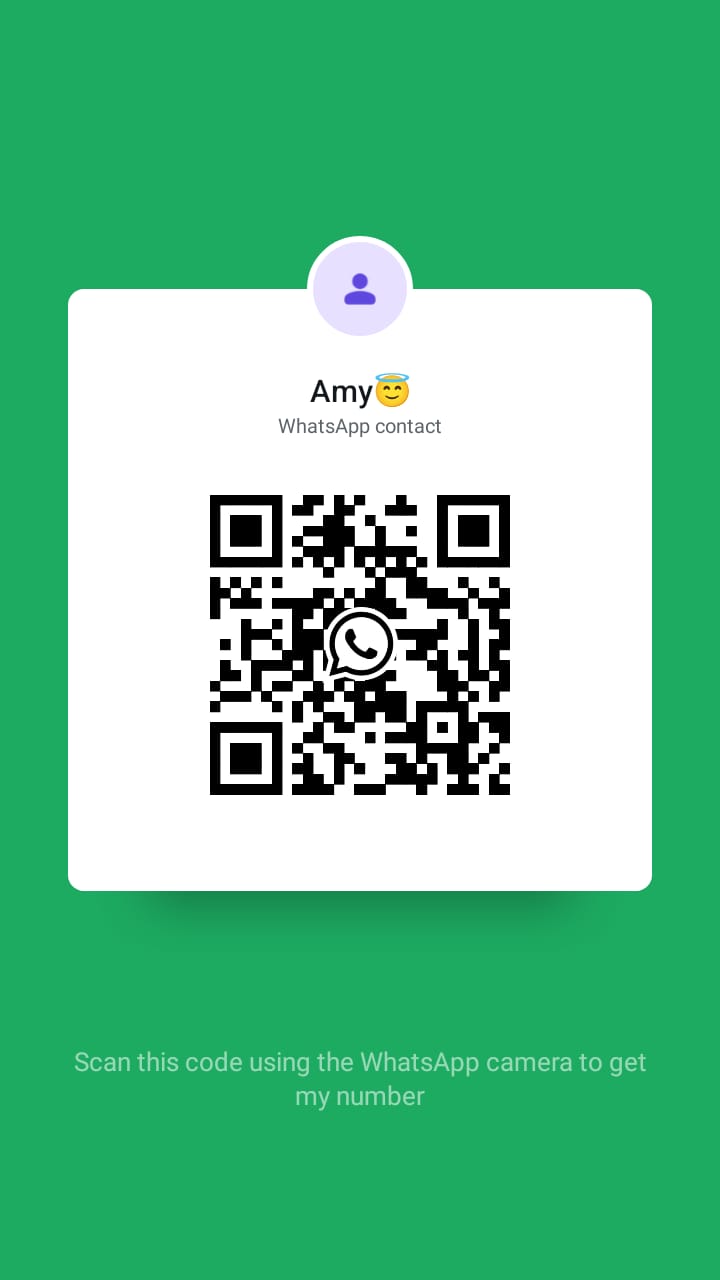 Amy😇
WhatsApp contact
Scan this code using the WhatsApp camera to get
my number